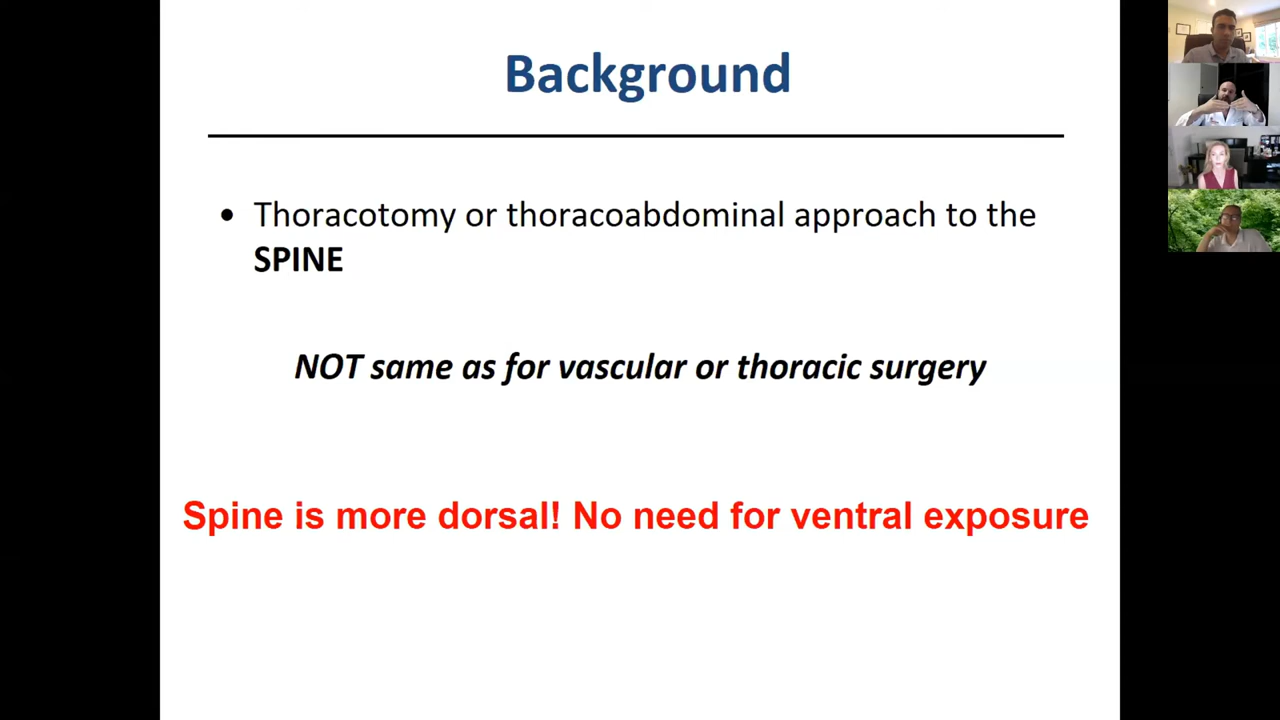 Background
• Thoracotomy or thoracoabdominal approach to the
SPINE
NOT same as for vascular or thoracic surgery
Spine is more dorsal! No need for ventral exposure